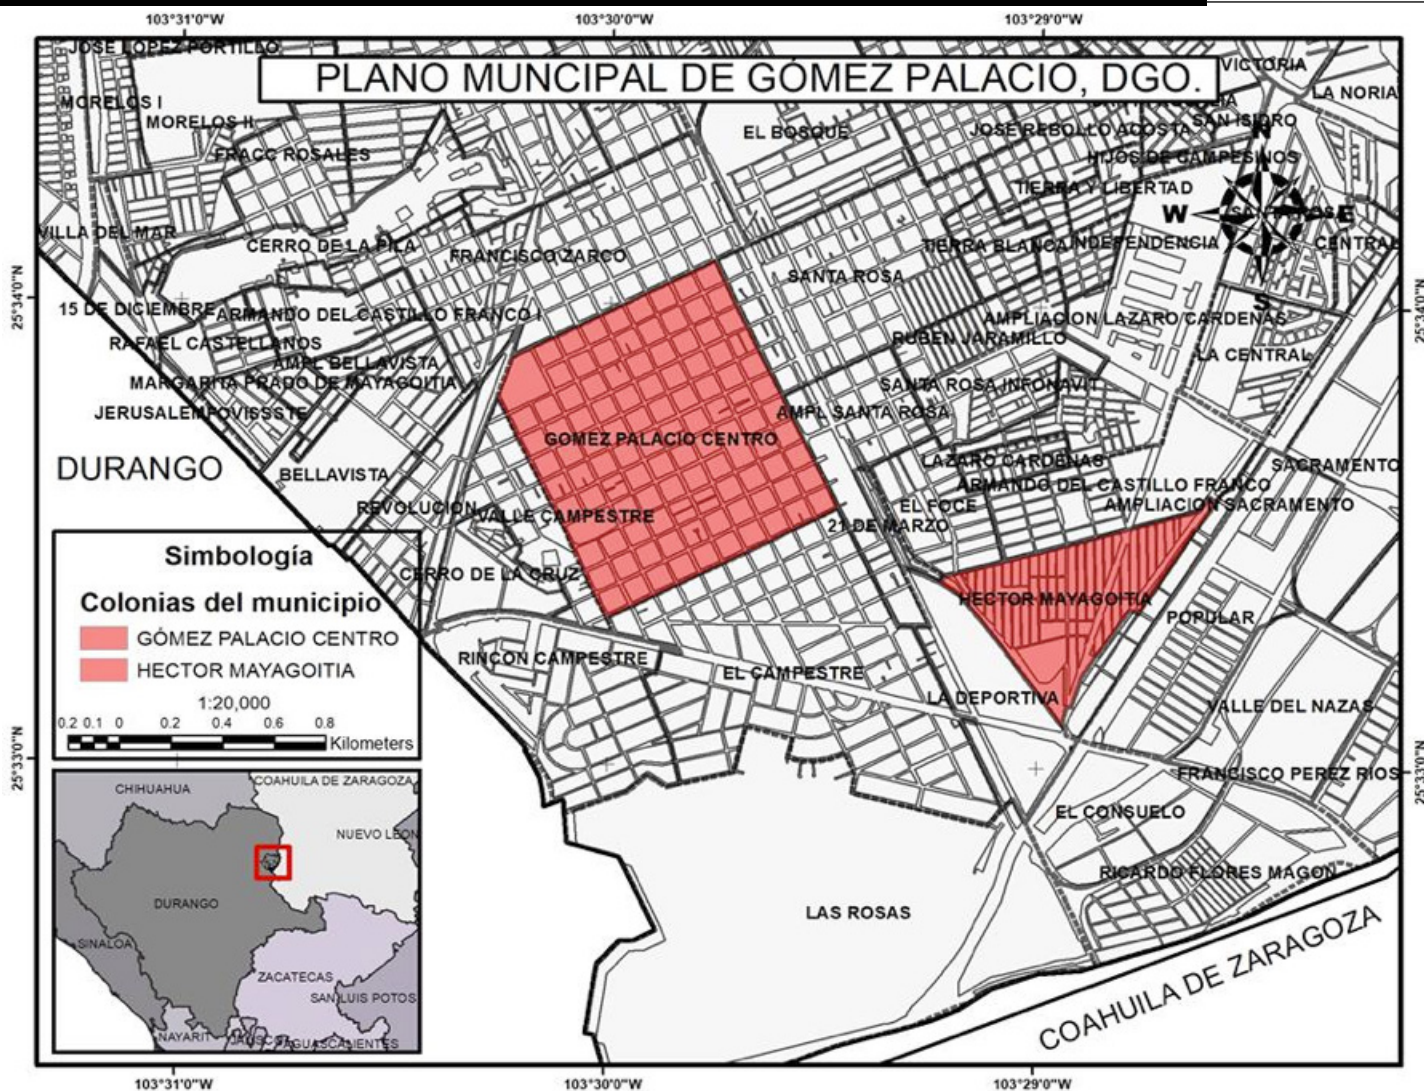 103°31'0"W
103°30'0"W
103°29'0"W
JOSE LOPEZ PORTILLO
PLANO MUNCIPAL DE GÓMEZ PALACIO, DGO.
VICTORIA
LA NORIA
MORELOS I
MORELOS II
EL BOSQUE
JOSE REBOLLO ACOSTA
SAN ISIDRO
N
FRACC ROSALES
HIJOS DE CAMPESINOS
TIERRA Y LIBERTAD
W
E
S
VILLA DEL MAR
CERRO DE LA PILA
FRANCISCO ZARCO
TIERRA BLANCA
INDEPENDENCIA
CENTRAL
SANTA ROSA
25°34'0"N
25°34'0"N
15 DE DICIEMBRE
ARMANDO DEL CASTILLO FRANCO I
AMPLIACION LAZARO CARDENAS
RAFAEL CASTELLANOS
RUBEN JARAMILLO
AMPL BELLAVISTA
LA CENTRAL
MARGARITA PRADO DE MAYAGOITIA
SANTA ROSA INFONAVIT
JERUSALEM
FOVISSSTE
AMPL SANTA ROSA
GOMEZ PALACIO CENTRO
DURANGO
BELLAVISTA
LAZARO CARDENAS
SACRAMENTO
ARMANDO DEL CASTILLO FRANCO
REVOLUCION
VALLE CAMPESTRE
EL FOCE
AMPLIACION SACRAMENTO
21 DE MARZO
CERRO DE LA CRUZ
HECTOR MAYAGOITIA
POPULAR
RINCON CAMPESTRE
EL CAMPESTRE
LA DEPORTIVA
VALLE DEL NAZAS
Simbología
Colonias del municipio
GÓMEZ PALACIO CENTRO
HECTOR MAYAGOITIA
1:20,000
0.2 0.1 0 0.2 0.4 0.6 0.8
Kilometers
25°33'0"N
25°33'0"N
FRANCISCO PEREZ RIOS
EL CONSUELO
RICARDO FLORES MAGON
LAS ROSAS
COAHUILA DE ZARAGOZA
CHIHUAHUA
COAHUILA DE ZARAGOZA
NUEVO LEON
DURANGO
SINALOA
ZACATECAS
SAN LUIS POTOS
NAYARIT
103°31'0"W
103°30'0"W
103°29'0"W